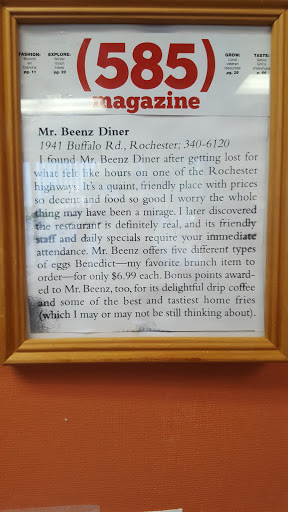 FASHION: EXPLORE: (585) GROW: TASTE:
magazine
Mr. Beenz Diner
1941 Buffalo Rd., Rochester; 340-6120
I found Mr. Beenz Diner after getting lost for
what felt like hours on one of the Rochester
highways. It's a quaint, friendly place with prices
so decent and food so good I worry the whole
thing may have been a mirage. I later discovered
the restaurant is definitely real, and its friendly
staff and daily specials require your immediate
attendance. Mr. Beenz offers five different types
of eggs Benedict—my favorite brunch item to
order—for only $6.99 each. Bonus points award-
ed to Mr. Beenz, too, for its delightful drip coffee
and some of the best and tastiest home fries
(which I may or may not be still thinking about).